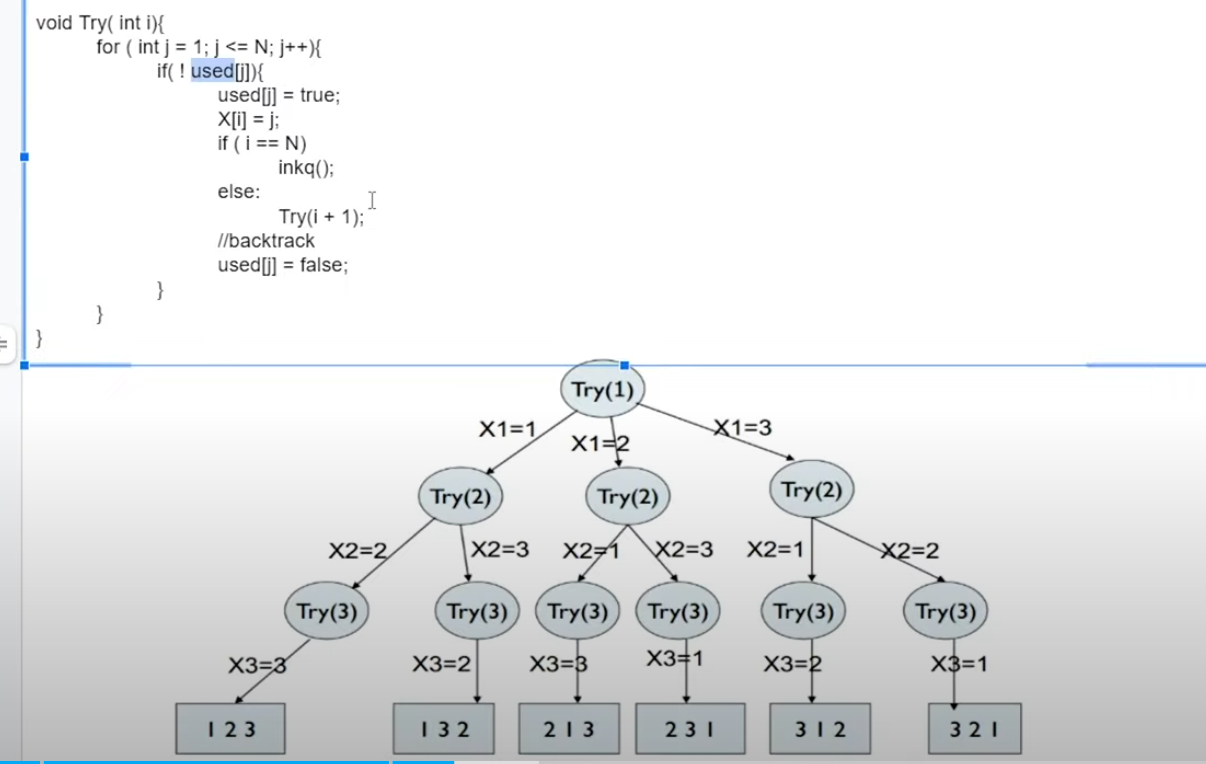 void Try( int i){
for ( int j = 1; j <= N; j++){
if( ! used[j]){
used[j] = true;
X[i] = j;
if ( i == N)
inkq();
else:
Try(i + 1);
//backtrack
used[j] = false;
}
}
}
Try(1)
X1=1 X1=2 X1=3
Try(2) Try(2) Try(2)
X2=2 X2=3 X2=1 X2=3 X2=1 X2=2
Try(3) Try(3) Try(3) Try(3) Try(3) Try(3)
X3=3 X3=2 X3=3 X3=1 X3=2 X3=1
1 2 3 1 3 2 2 1 3 2 3 1 3 1 2 3 2 1